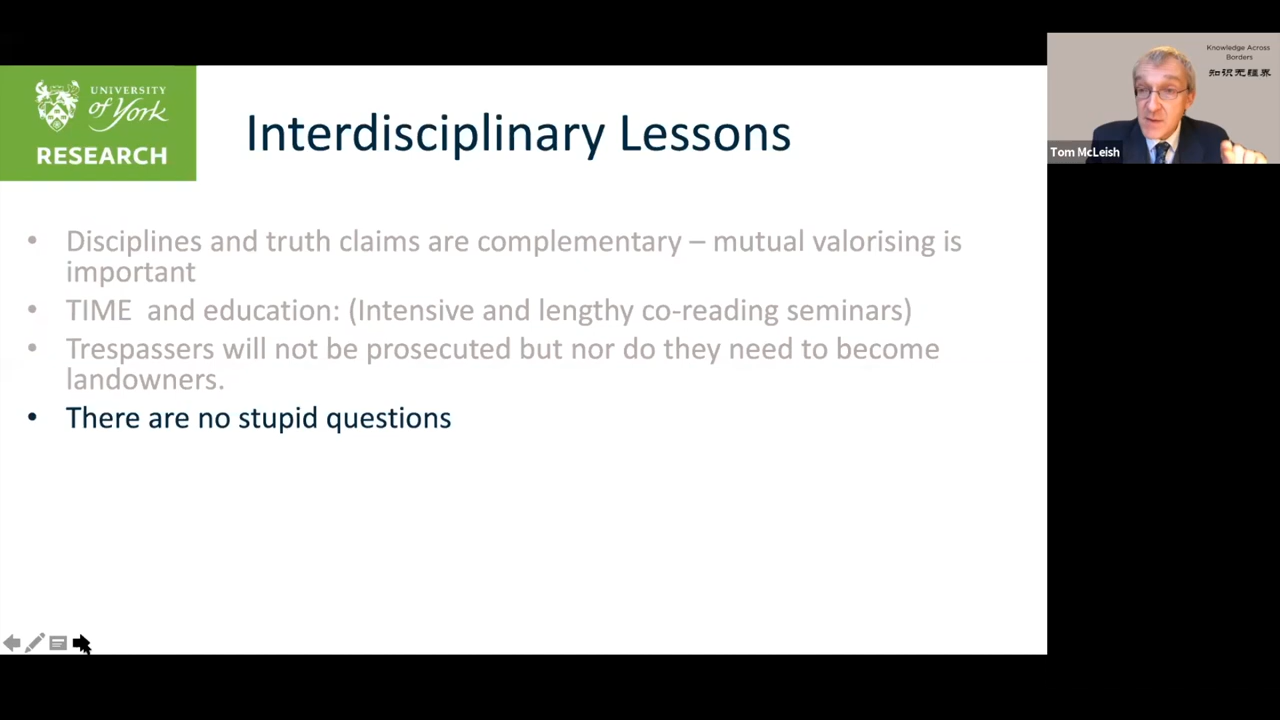 UNIVERSITY
of York
RESEARCH
Interdisciplinary Lessons
• Disciplines and truth claims are complementary – mutual valorising is
important
• TIME  and education: (Intensive and lengthy co-reading seminars)
• Trespassers will not be prosecuted but nor do they need to become
landowners.
• There are no stupid questions
Knowledge Across
Borders
知识无疆界
Tom McLeish